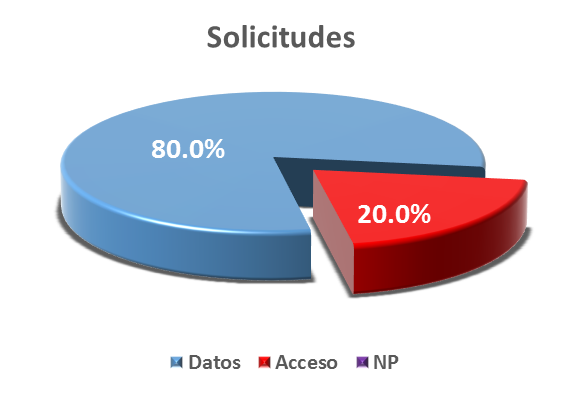 Solicitudes
80.0%
20.0%
Datos Acceso NP